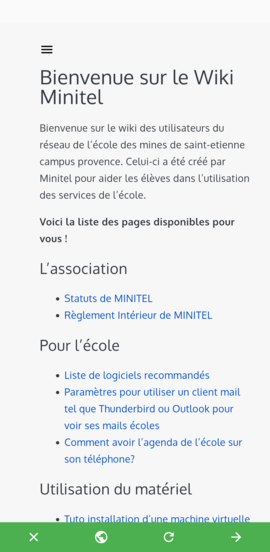 Bienvenue sur le Wiki
Minitel
Bienvenue sur le wiki des utilisateurs du
réseau de l'école des mines de saint-etienne
campus provence. Celui-ci a été créé par
Minitel pour aider les élèves dans l'utilisation
des services de l'école.
Voici la liste des pages disponibles pour
vous !
L'association
• Statuts de MINITEL
• Règlement Intérieur de MINITEL
Pour l'école
• Liste de logiciels recommandés
• Paramètres pour utiliser un client mail
tel que Thunderbird ou Outlook pour
voir ses mails écoles
• Comment avoir l'agenda de l'école sur
son téléphone?
Utilisation du matériel
• Tuto installation d'une machine virtuelle